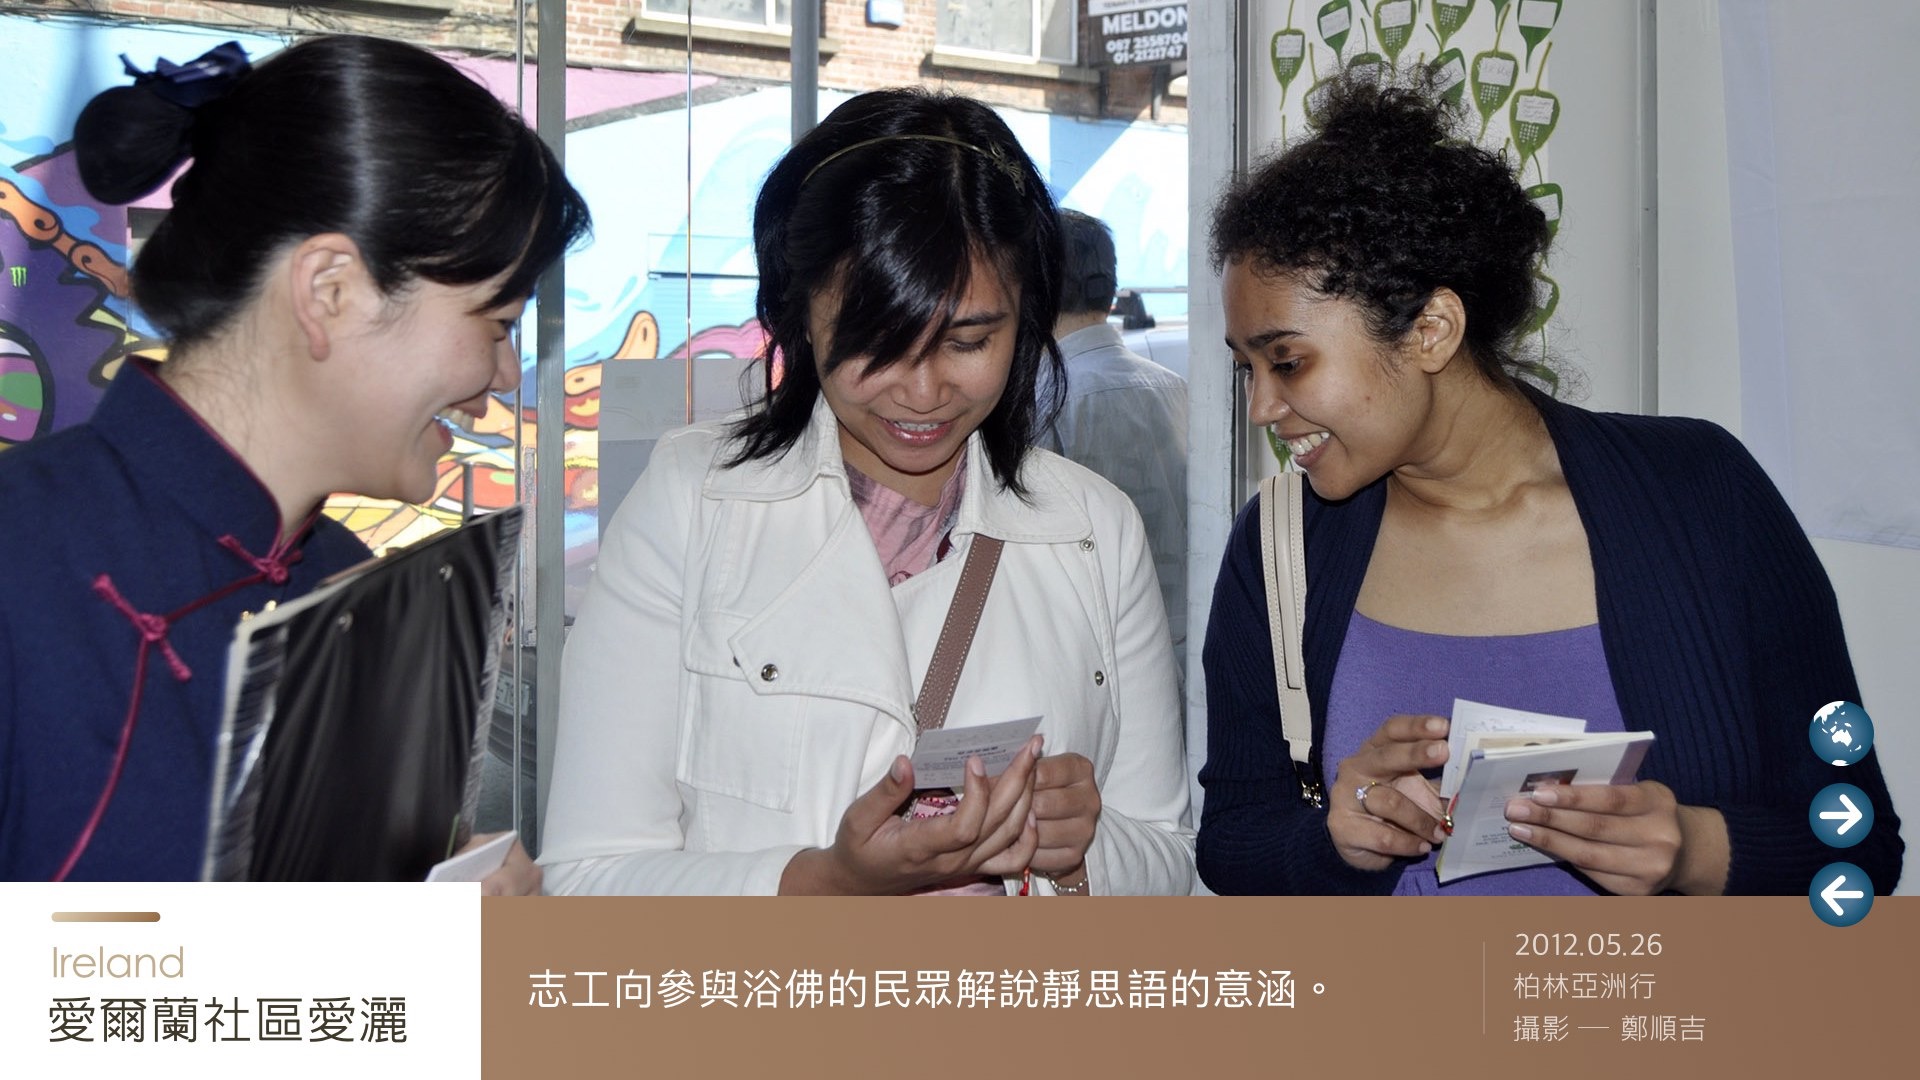 MELDON
087 2558704
01-2121747
Ireland
愛爾蘭社區愛灑
志工向參與浴佛的民眾解說靜思語的意涵。
2012.05.26
柏林亞洲行
攝影 — 鄭順吉